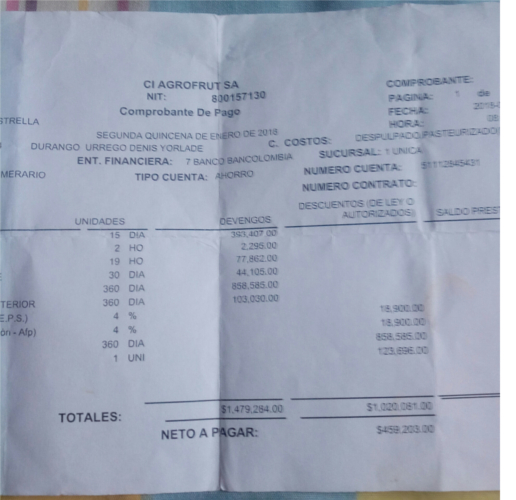 CI AGROFRUT SA
NIT: 800157130
Comprobante De Pago
COMPROBANTE:
PAGINA: 1 de
FECHA: 2018-
HORA: 08
STRELLA
SEGUNDA QUINCENA DE ENERO DE 2018
C. COSTOS: DESPULPADO, PASTEURIZADO
DURANGO URREGO DENIS YORLADE
ENT. FINANCIERA: 7 BANCO BANCOLOMBIA
SUCURSAL: 1 UNICA
MERARIO
TIPO CUENTA: AHORRO
NUMERO CUENTA: 51112845431
NUMERO CONTRATO:
UNIDADES DEVENGOS DESCUENTOS (DE LEY O AUTORIZADOS) SALDO PREST
15 DIA 393,407.00
2 HO 2,295.00
19 HO 77,862.00
30 DIA 44,105.00
360 DIA 858,585.00
TERIOR 360 DIA 103,030.00
E.P.S.) 4 % 18,900.00
ón - Afp) 4 % 18,900.00
360 DIA 858,585.00
1 UNI 123,696.00
TOTALES: $1,479,284.00 $1,020,081.00
NETO A PAGAR: $459,203.00